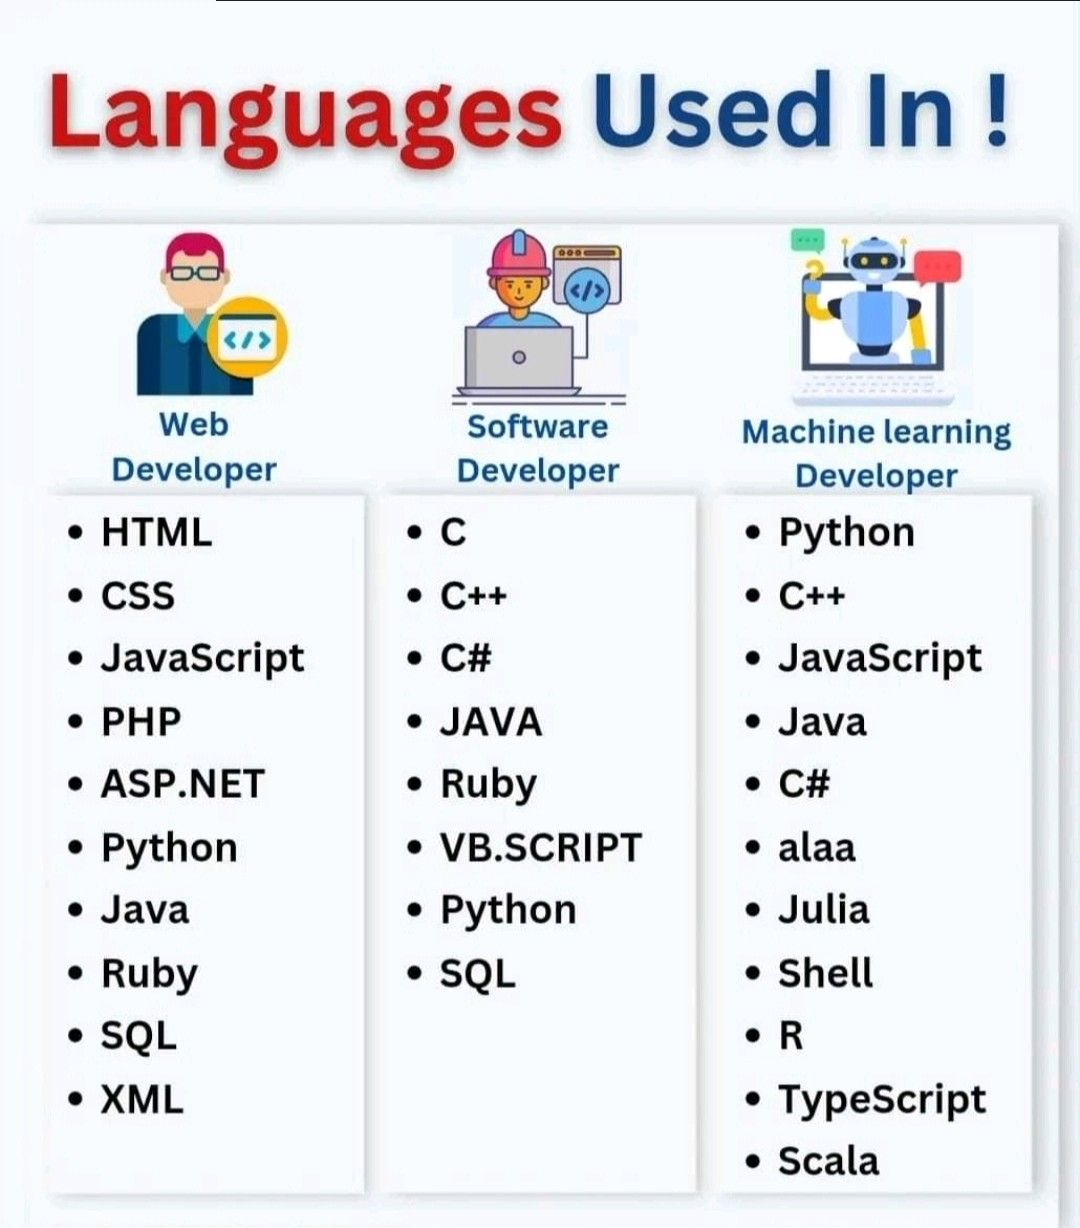 Languages Used In !
Web
Developer
• HTML
• CSS
• JavaScript
• PHP
• ASP.NET
• Python
• Java
• Ruby
• SQL
• XML
Software
Developer
• C
• C++
• C#
• JAVA
• Ruby
• VB.SCRIPT
• Python
• SQL
Machine learning
Developer
• Python
• C++
• JavaScript
• Java
• C#
• alaa
• Julia
• Shell
• R
• TypeScript
• Scala